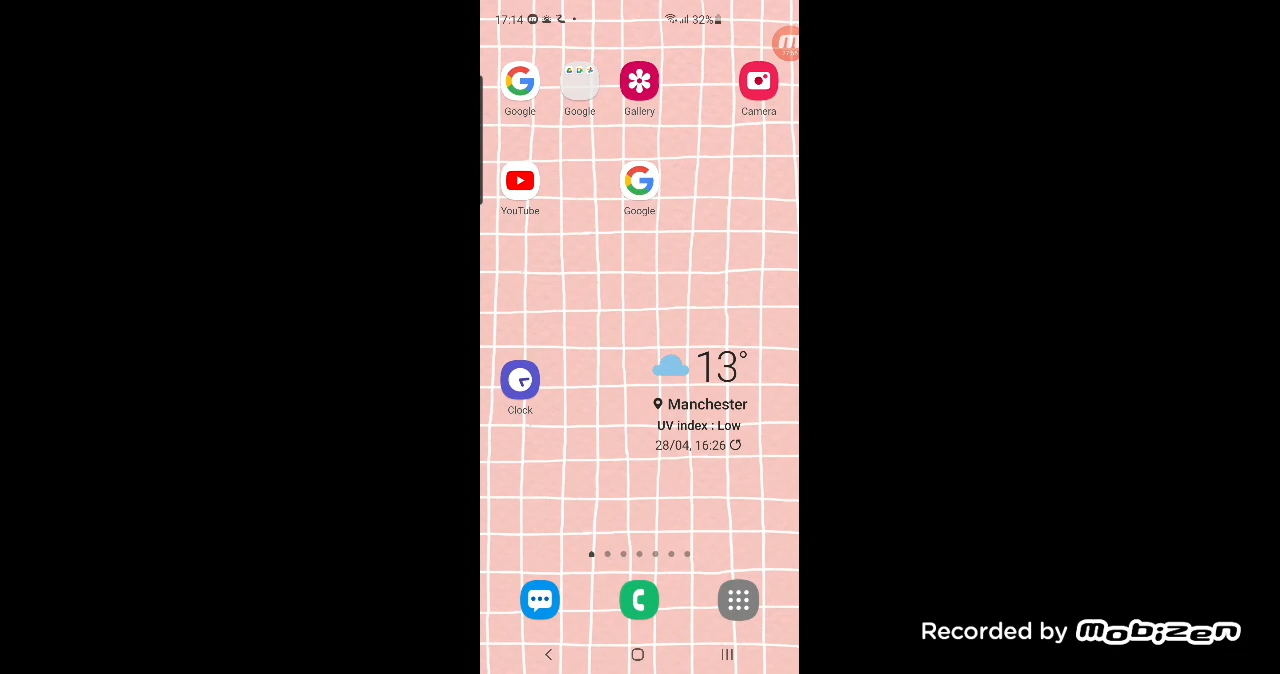 17:14
32%
Google
Google
Gallery
Camera
YouTube
Google
Clock
13°
Manchester
UV index : Low
28/04, 16:26
Recorded by mobizen